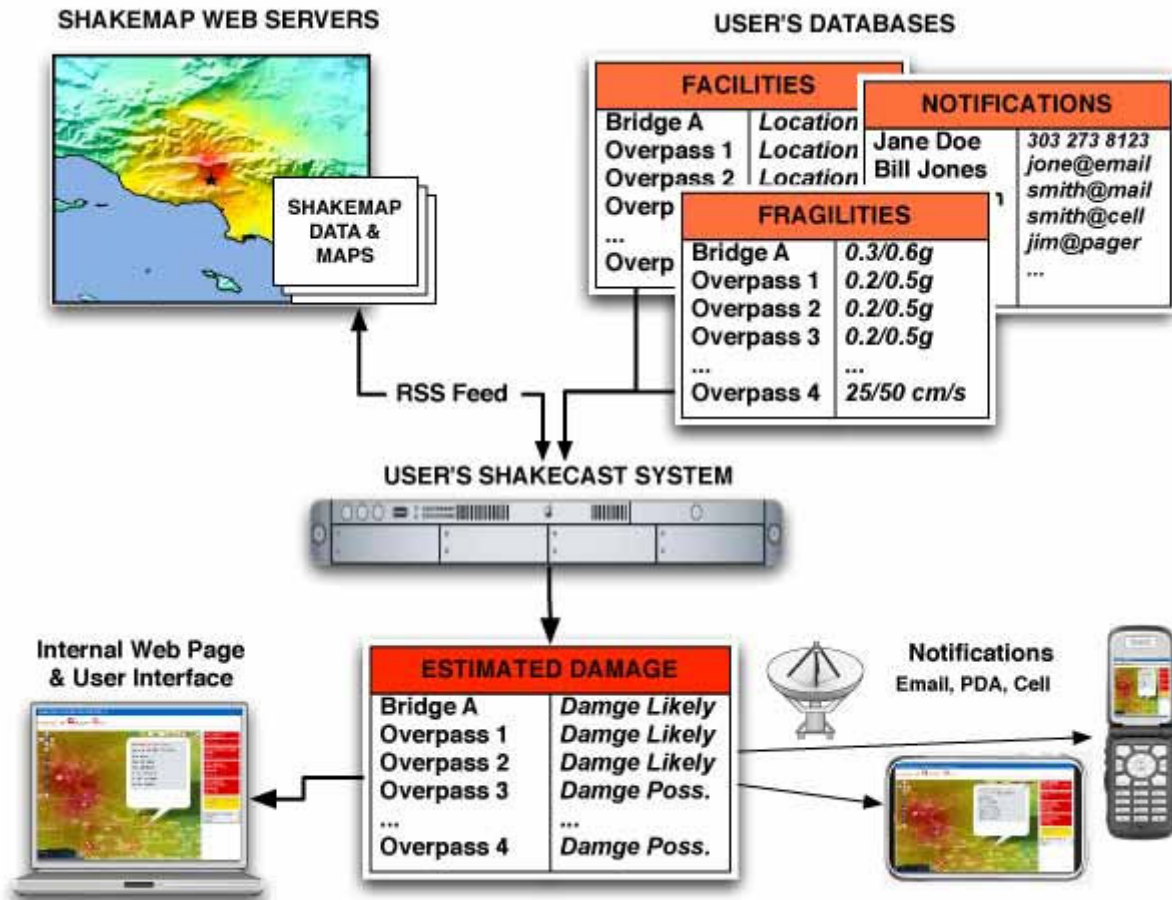 SHAKEMAP WEB SERVERS
SHAKEMAP
DATA &
MAPS
USER'S DATABASES
FACILITIES
Bridge A Location
Overpass 1 Location
Overpass 2 Location
Overp
...
Overp
NOTIFICATIONS
Jane Doe 303 273 8123
Bill Jones jone@email
smith@mail
smith@cell
jim@pager
...
FRAGILITIES
Bridge A 0.3/0.6g
Overpass 1 0.2/0.5g
Overpass 2 0.2/0.5g
Overpass 3 0.2/0.5g
... ...
Overpass 4 25/50 cm/s
RSS Feed
USER'S SHAKECAST SYSTEM
Internal Web Page
& User Interface
ESTIMATED DAMAGE
Bridge A Damge Likely
Overpass 1 Damge Likely
Overpass 2 Damge Likely
Overpass 3 Damge Poss.
... ...
Overpass 4 Damge Poss.
Notifications
Email, PDA, Cell